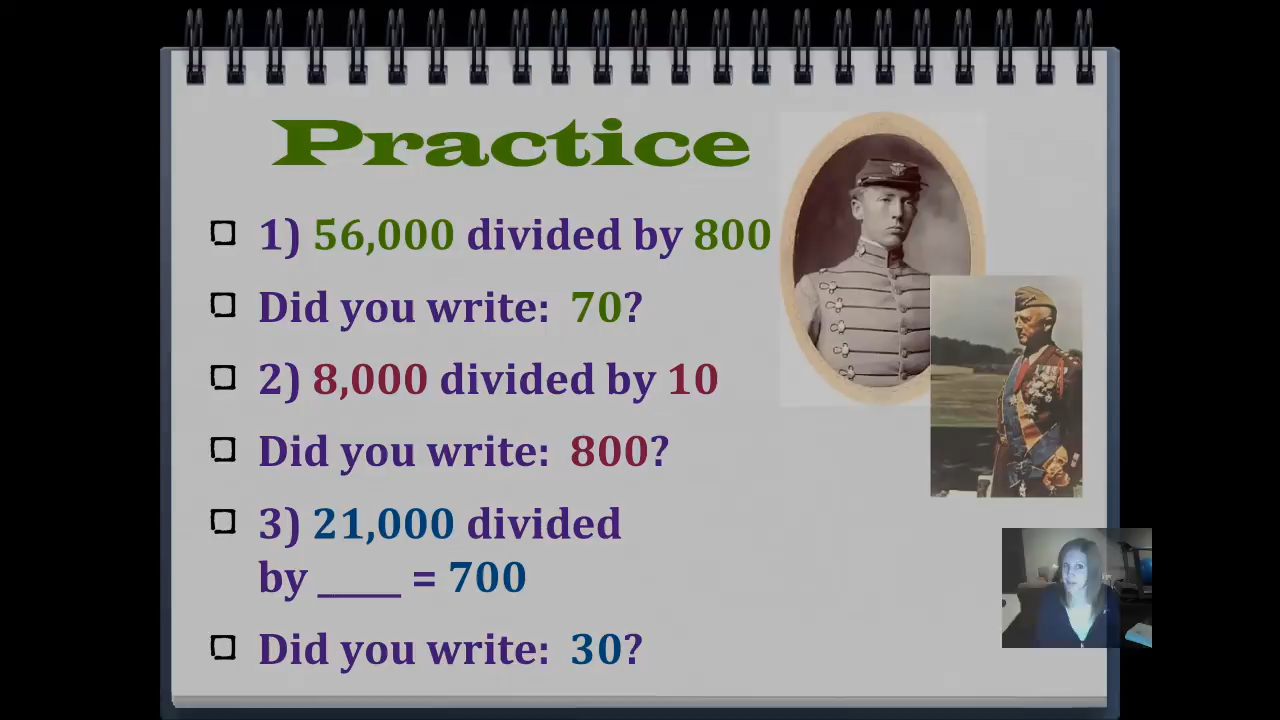 Practice
1) 56,000 divided by 800
Did you write: 70?
2) 8,000 divided by 10
Did you write: 800?
3) 21,000 divided
by ____ = 700
Did you write: 30?